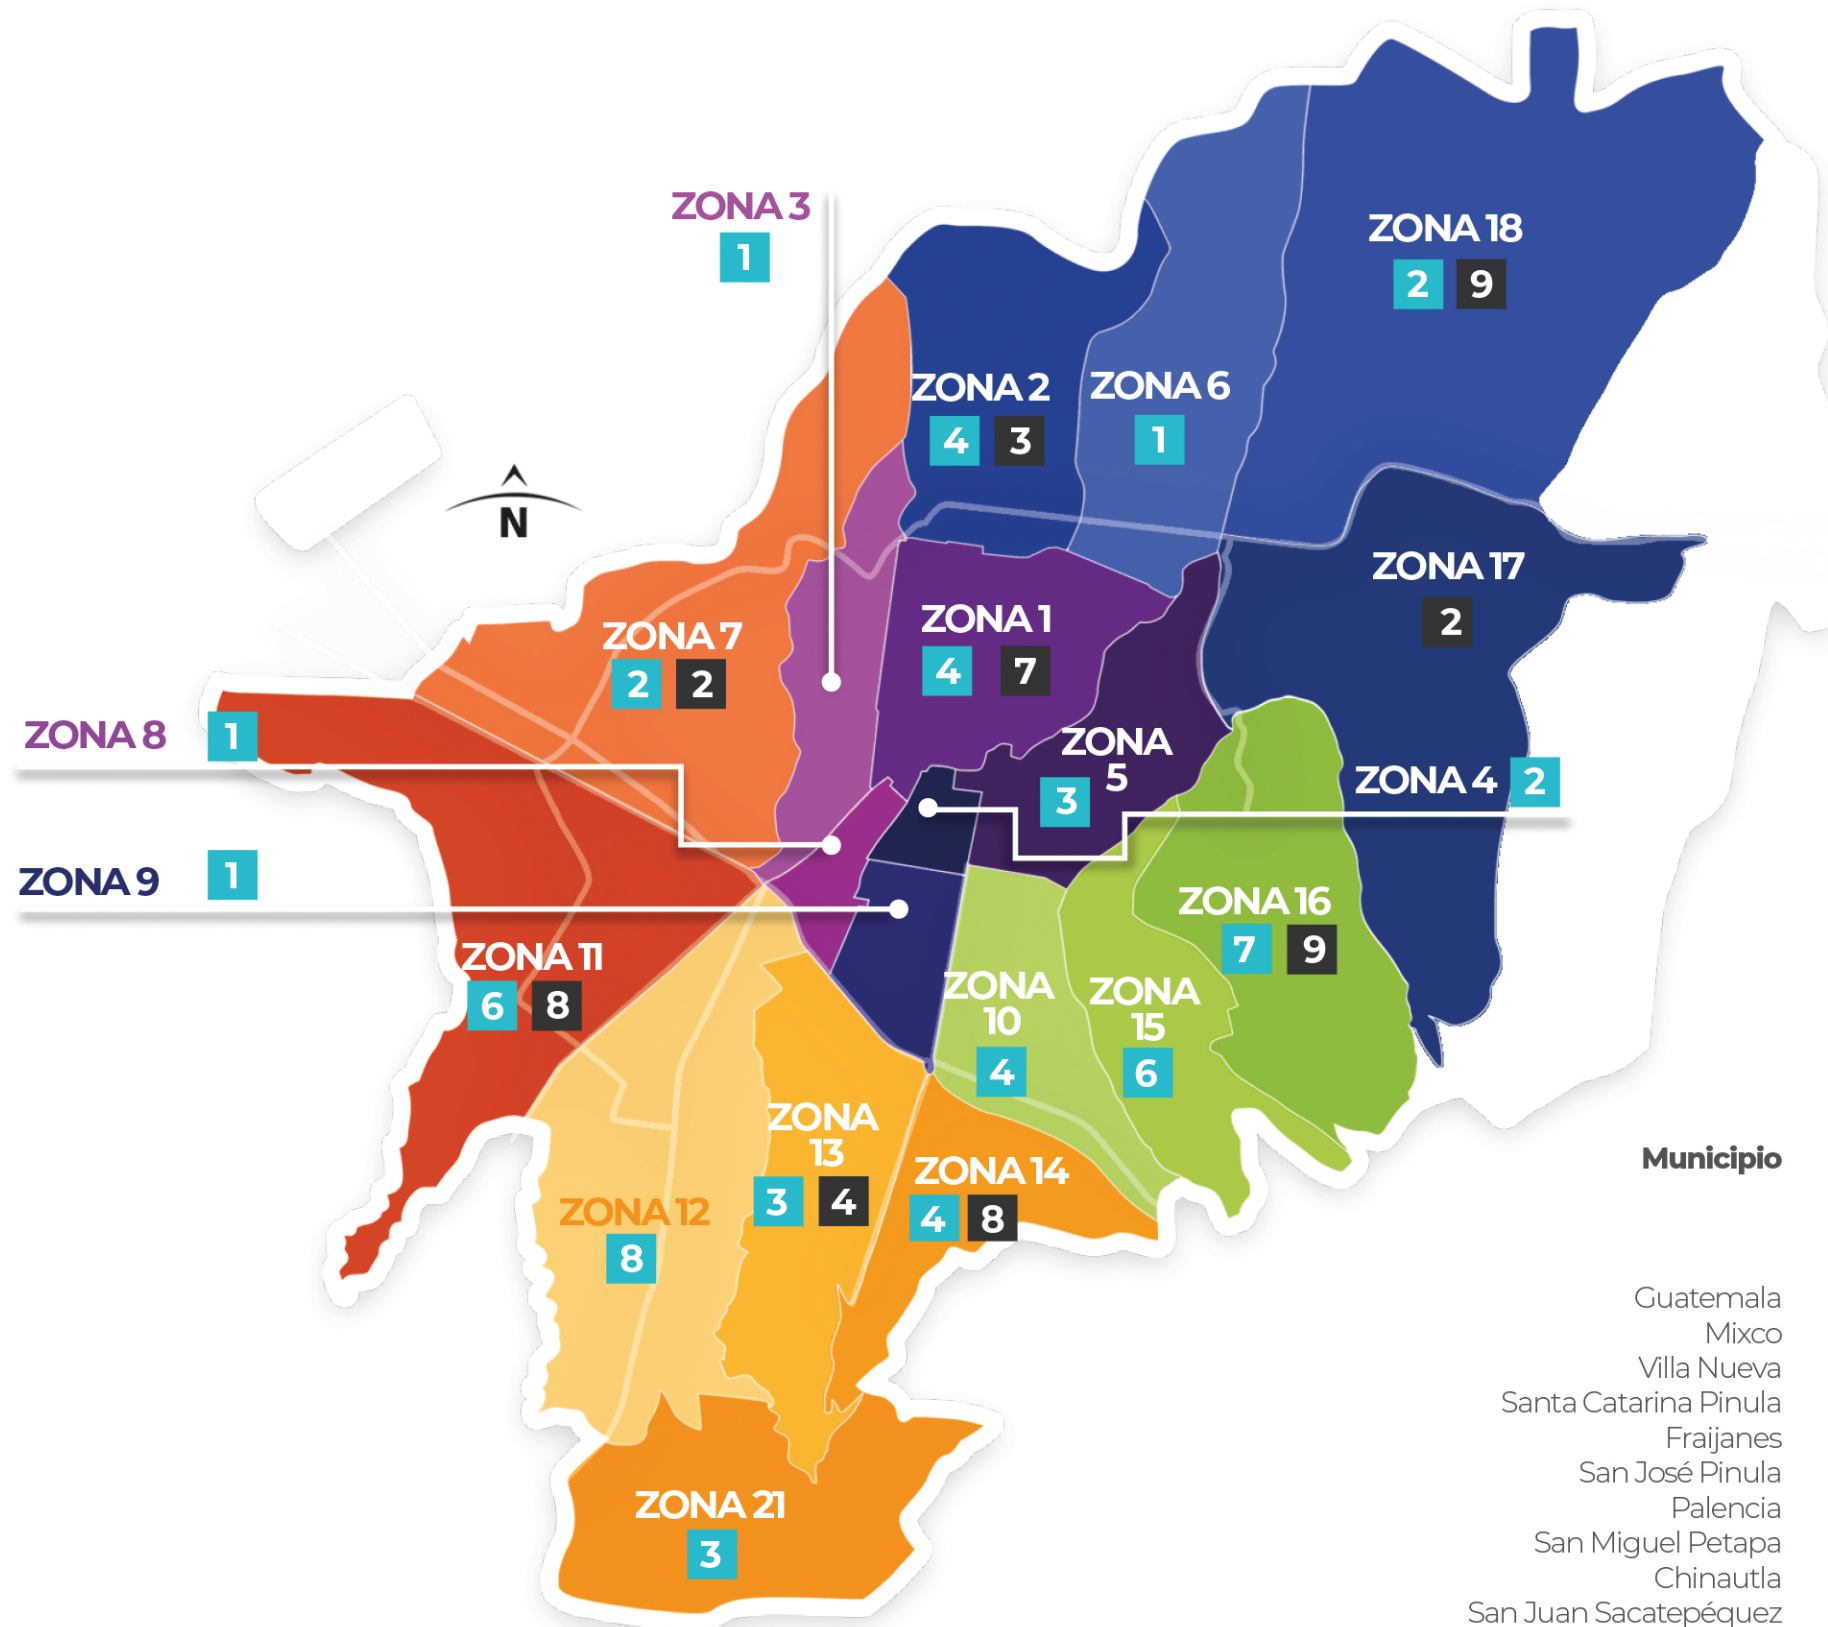 ZONA 3
1
ZONA 18
2 9
ZONA 2
4 3
ZONA 6
1
N
ZONA 17
2
ZONA 7
2 2
ZONA 1
4 7
ZONA 8 1
ZONA
5
3
ZONA 4 2
ZONA 9 1
ZONA 16
7 9
ZONA 11
6 8
ZONA
10
4
ZONA
15
6
ZONA
13
3 4
ZONA 14
4 8
ZONA 12
8
ZONA 21
3
Municipio
Guatemala
Mixco
Villa Nueva
Santa Catarina Pinula
Fraijanes
San José Pinula
Palencia
San Miguel Petapa
Chinautla
San Juan Sacatepéquez